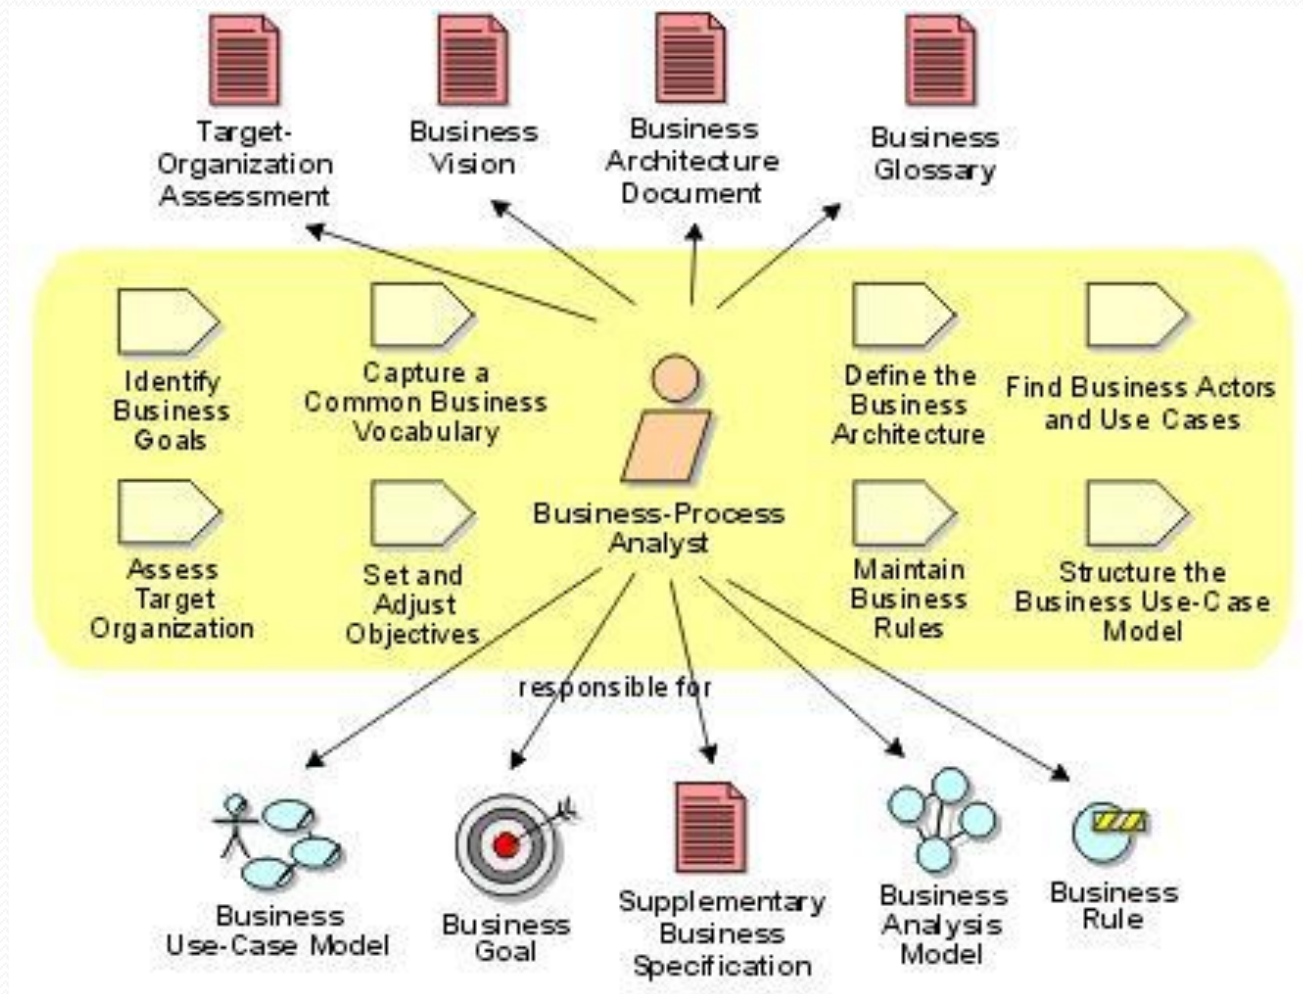 Target-
Organization
Assessment
Business
Vision
Business
Architecture
Document
Business
Glossary
Identify
Business
Goals
Capture a
Common Business
Vocabulary
Define the
Business
Architecture
Find Business Actors
and Use Cases
Business-Process
Analyst
Assess
Target
Organization
Set and
Adjust
Objectives
Maintain
Business
Rules
Structure the
Business Use-Case
Model
responsible for
Business
Use-Case Model
Business
Goal
Supplementary
Business
Specification
Business
Analysis
Model
Business
Rule